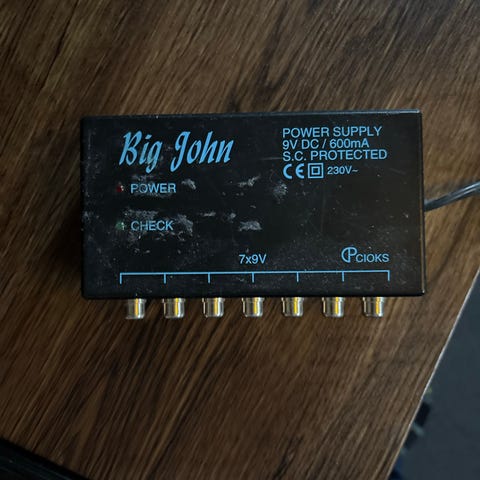 Big John
POWER SUPPLY
9V DC / 600mA
S.C. PROTECTED
CE 230V~
POWER
CHECK
7x9V
CIOKS